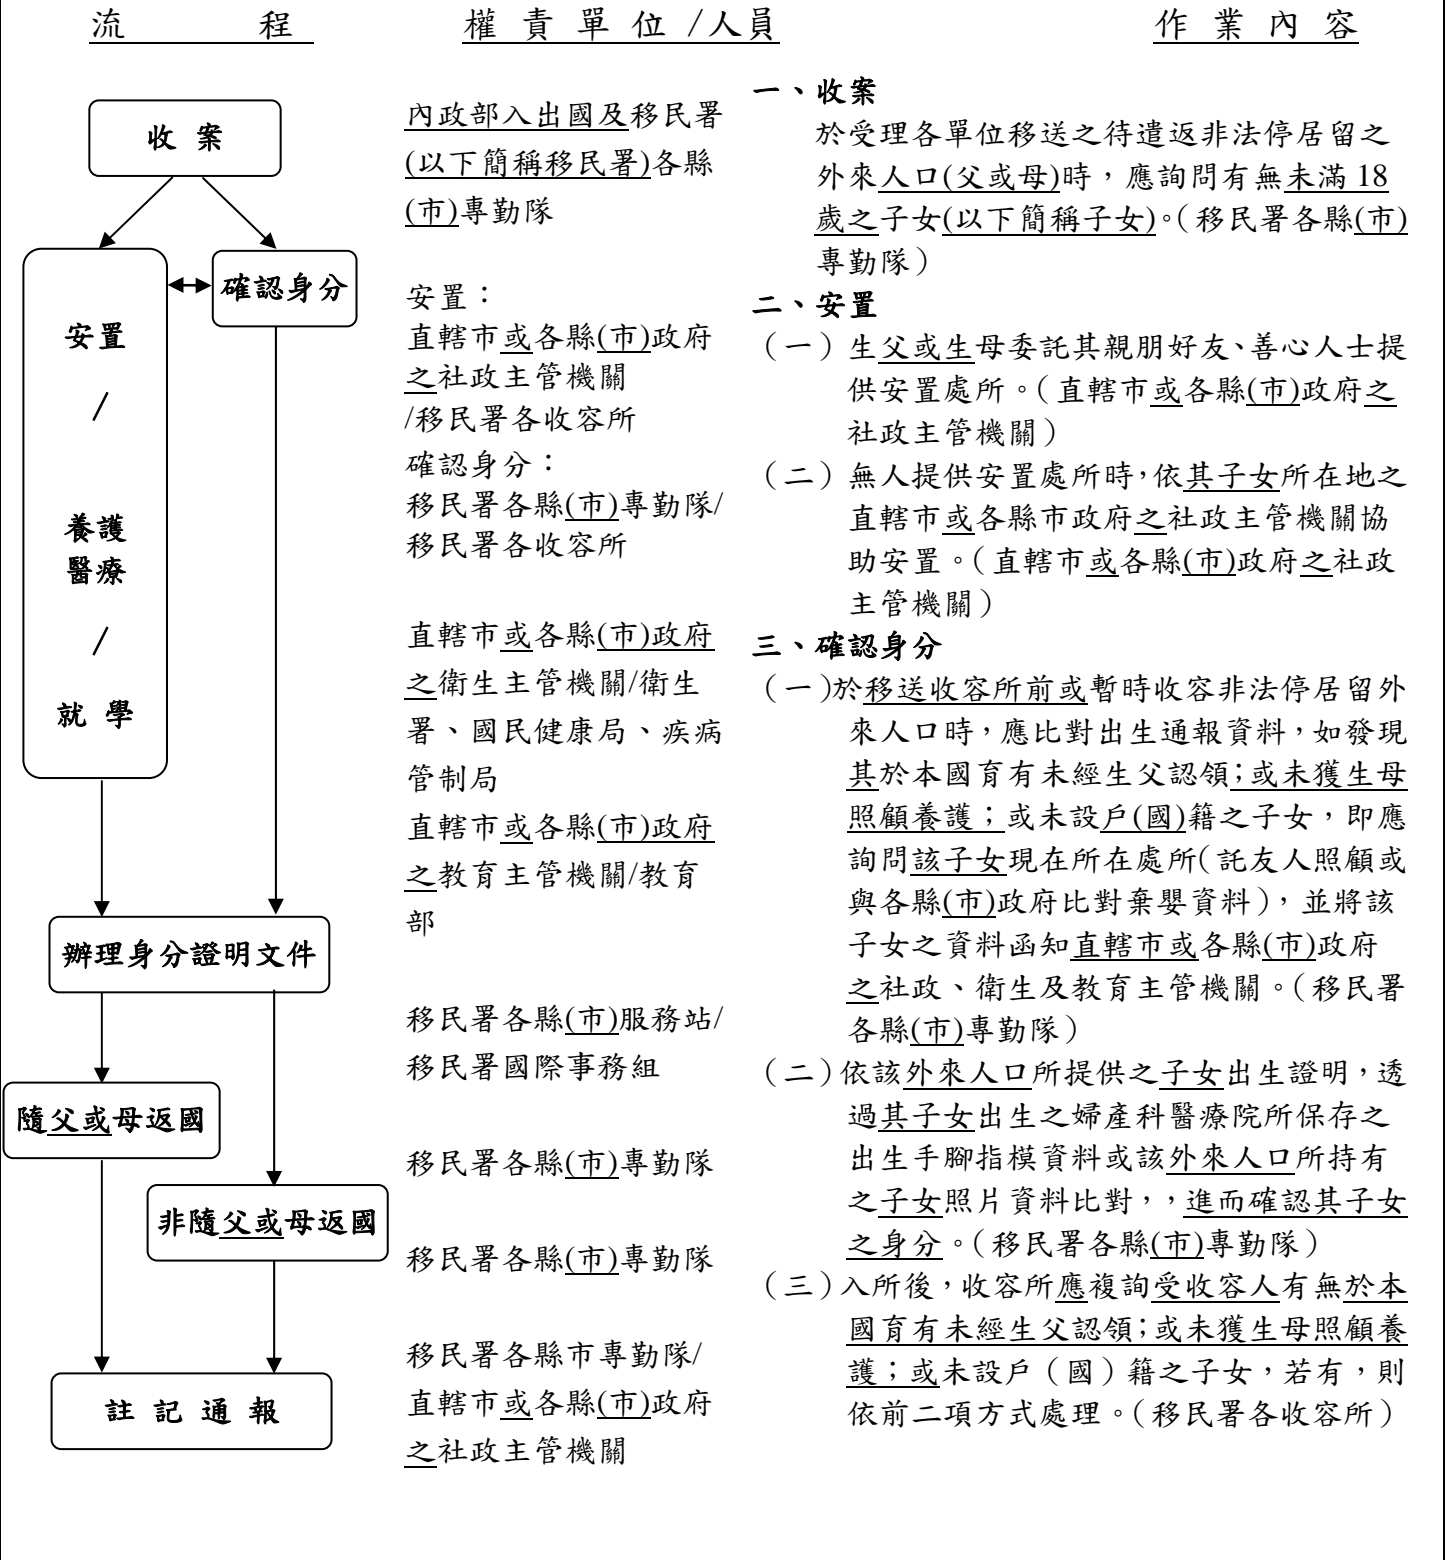 流 程
權 責 單 位 /人員
作 業 內 容
收 案
安置
/
養護
醫療
/
就 學
確認身分
辦理身分證明文件
隨父或母返國
非隨父或母返國
註 記 通 報
內政部入出國及移民署
(以下簡稱移民署)各縣
(市)專勤隊
安置：
直轄市或各縣(市)政府
之社政主管機關
/移民署各收容所
確認身分：
移民署各縣(市)專勤隊/
移民署各收容所
直轄市或各縣(市)政府
之衛生主管機關/衛生
署、國民健康局、疾病
管制局
直轄市或各縣(市)政府
之教育主管機關/教育
部
移民署各縣(市)服務站/
移民署國際事務組
移民署各縣(市)專勤隊
移民署各縣(市)專勤隊
移民署各縣市專勤隊/
直轄市或各縣(市)政府
之社政主管機關
一、收案
於受理各單位移送之待遣返非法停居留之
外來人口(父或母)時，應詢問有無未滿 18
歲之子女(以下簡稱子女)。（移民署各縣(市)
專勤隊）
二、安置
（一）生父或生母委託其親朋好友、善心人士提
供安置處所。（直轄市或各縣(市)政府之
社政主管機關）
（二）無人提供安置處所時，依其子女所在地之
直轄市或各縣市政府之社政主管機關協
助安置。（直轄市或各縣(市)政府之社政
主管機關）
三、確認身分
（一）於移送收容所前或暫時收容非法停居留外
來人口時，應比對出生通報資料，如發現
其於本國育有未經生父認領；或未獲生母
照顧養護；或未設戶(國)籍之子女，即應
詢問該子女現在所在處所（託友人照顧或
與各縣(市)政府比對棄嬰資料），並將該
子女之資料函知直轄市或各縣(市)政府
之社政、衛生及教育主管機關。（移民署
各縣(市)專勤隊）
（二）依該外來人口所提供之子女出生證明，透
過其子女出生之婦產科醫療院所保存之
出生手腳指模資料或該外來人口所持有
之子女照片資料比對，，進而確認其子女
之身分。（移民署各縣(市)專勤隊）
（三）入所後，收容所應複詢受收容人有無於本
國育有未經生父認領；或未獲生母照顧養
護；或未設戶（國）籍之子女，若有，則
依前二項方式處理。（移民署各收容所）